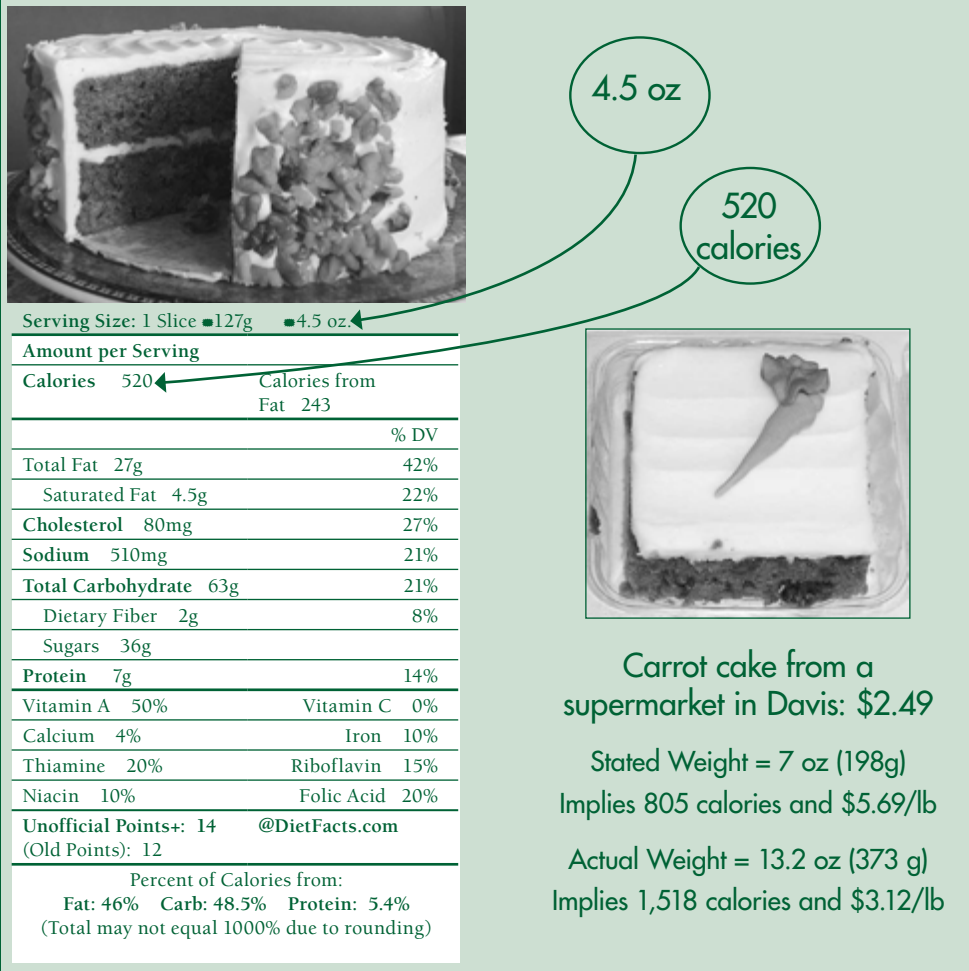 4.5 oz
520
calories
Serving Size: 1 Slice 127g 4.5 oz.
Amount per Serving
Calories 520 Calories from
Fat 243
% DV
Total Fat 27g 42%
Saturated Fat 4.5g 22%
Cholesterol 80mg 27%
Sodium 510mg 21%
Total Carbohydrate 63g 21%
Dietary Fiber 2g 8%
Sugars 36g
Protein 7g 14%
Vitamin A 50% Vitamin C 0%
Calcium 4% Iron 10%
Thiamine 20% Riboflavin 15%
Niacin 10% Folic Acid 20%
Unofficial Points+: 14 @DietFacts.com
(Old Points): 12
Percent of Calories from:
Fat: 46% Carb: 48.5% Protein: 5.4%
(Total may not equal 1000% due to rounding)
Carrot cake from a
supermarket in Davis: $2.49
Stated Weight = 7 oz (198g)
Implies 805 calories and $5.69/lb
Actual Weight = 13.2 oz (373 g)
Implies 1,518 calories and $3.12/lb